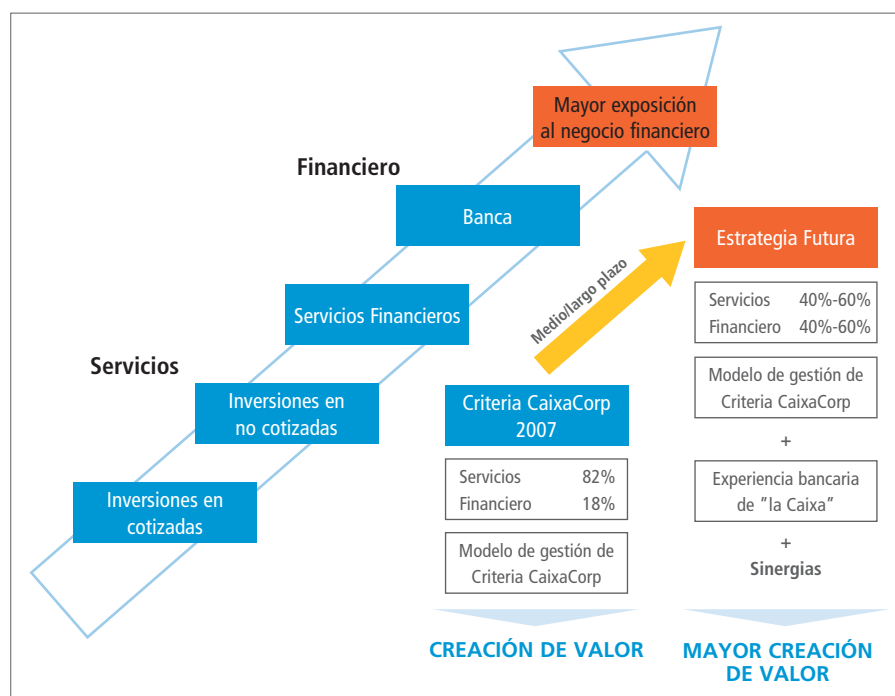 Mayor exposición
al negocio financiero
Financiero
Banca
Servicios Financieros
Servicios
Inversiones en
no cotizadas
Inversiones en
cotizadas
Medio/largo plazo
Criteria CaixaCorp
2007
Servicios 82%
Financiero 18%
Modelo de gestión de
Criteria CaixaCorp
CREACIÓN DE VALOR
Estrategia Futura
Servicios 40%-60%
Financiero 40%-60%
Modelo de gestión de
Criteria CaixaCorp
+
Experiencia bancaria
de "la Caixa"
+
Sinergias
MAYOR CREACIÓN
DE VALOR